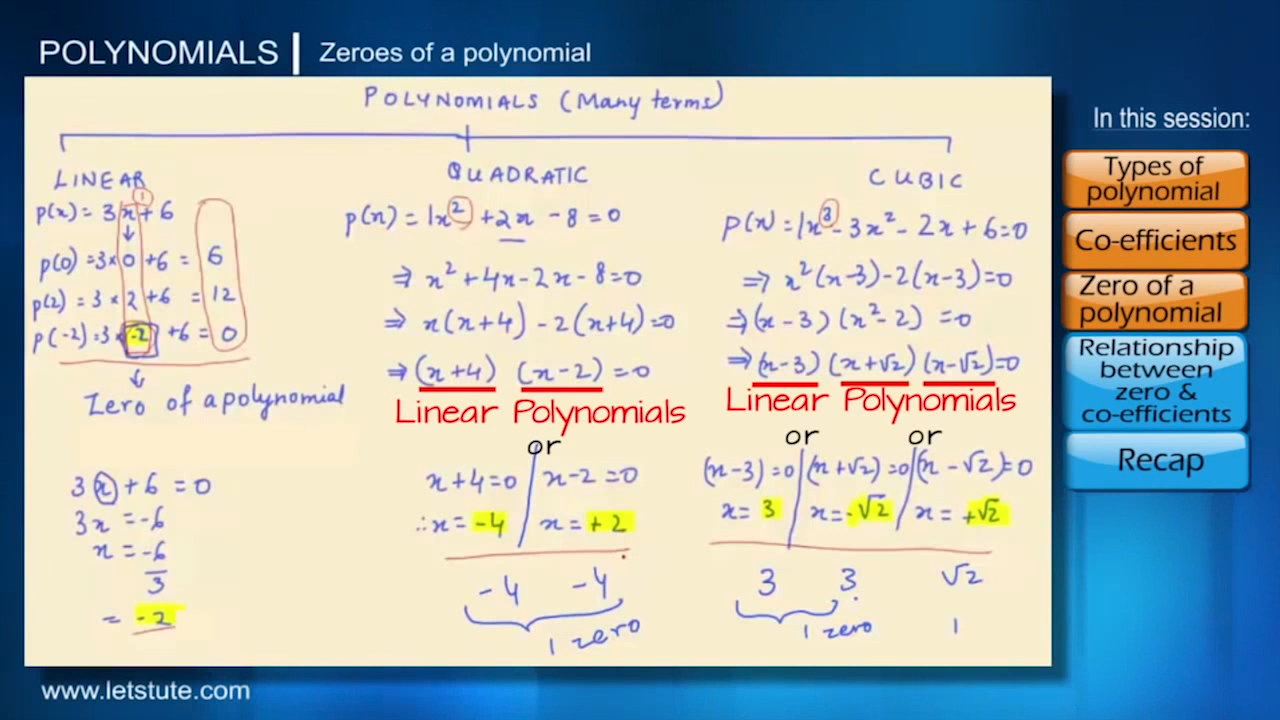 POLYNOMIALS | Zeroes of a polynomial
POLYNOMIALS (Many terms)
LINEAR
p(x) = 3x¹ + 6
p(0) = 3 × 0 + 6 = 6
p(2) = 3 × 2 + 6 = 12
p(-2) = 3 × -2 + 6 = 0
Zero of a polynomial
3x + 6 = 0
3x = -6
x = -6/3
= -2
QUADRATIC
p(x) = 1x² + 2x - 8 = 0
⇒ x² + 4x - 2x - 8 = 0
⇒ x(x+4) - 2(x+4) = 0
⇒ (x+4) (x-2) = 0
Linear Polynomials
or
x+4=0 / x-2=0
∴ x = -4 / x = +2
-4 -4
1 zero
CUBIC
p(x) = 1x³ - 3x² - 2x + 6 = 0
⇒ x²(x-3) - 2(x-3) = 0
⇒ (x-3) (x²-2) = 0
⇒ (x-3) (x+√2) (x-√2) = 0
Linear Polynomials
or or
(x-3)=0 / (x+√2)=0 / (x-√2)=0
x = 3 / x = -√2 / x = +√2
3 3 √2
1 zero 1
In this session:
Types of
polynomial
Co-efficients
Zero of a
polynomial
Relationship
between
zero &
co-efficients
Recap
www.letstute.com